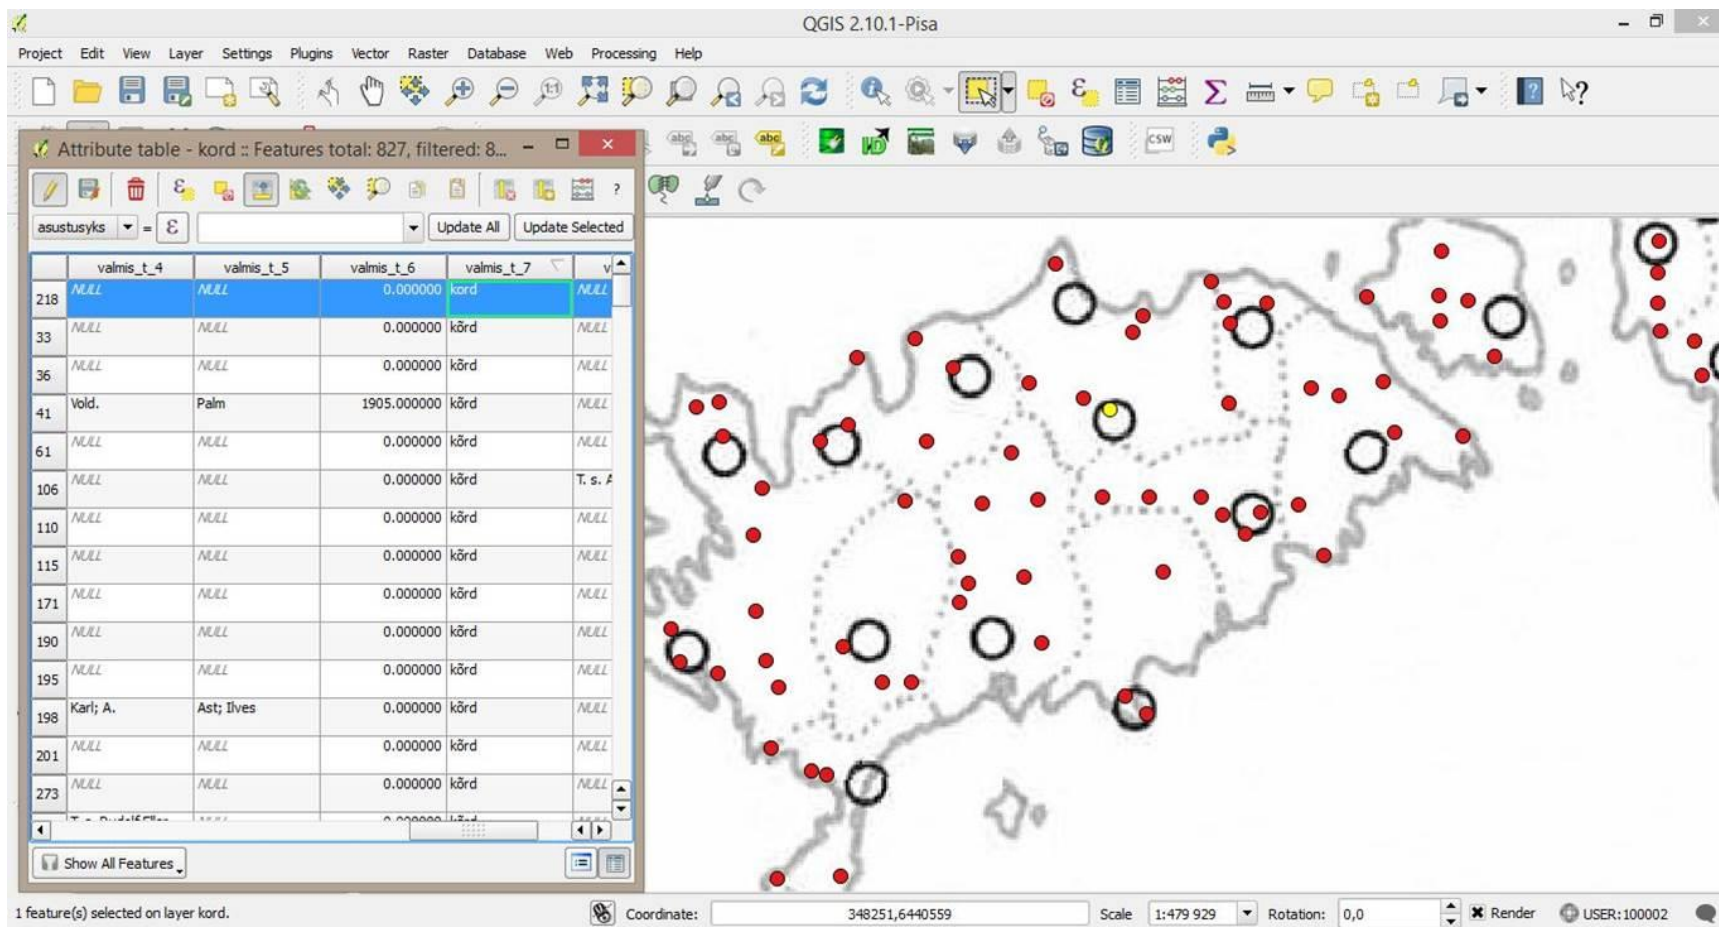 QGIS 2.10.1-Pisa
Project Edit View Layer Settings Plugins Vector Raster Database Web Processing Help
1:1
abc abc abc CSW
Attribute table - kord :: Features total: 827, filtered: 8...
asustusyks = ε Update All Update Selected
valmis_t_4 valmis_t_5 valmis_t_6 valmis_t_7 v
218 NULL NULL 0.000000 kord NULL
33 NULL NULL 0.000000 kõrd NULL
36 NULL NULL 0.000000 kõrd NULL
41 Vold. Palm 1905.000000 kõrd NULL
61 NULL NULL 0.000000 kõrd NULL
106 NULL NULL 0.000000 kõrd T. s. A
110 NULL NULL 0.000000 kõrd NULL
115 NULL NULL 0.000000 kõrd NULL
171 NULL NULL 0.000000 kõrd NULL
190 NULL NULL 0.000000 kõrd NULL
195 NULL NULL 0.000000 kõrd NULL
198 Karl; A. Ast; Ilves 0.000000 kõrd NULL
201 NULL NULL 0.000000 kõrd NULL
273 NULL NULL 0.000000 kõrd NULL
Show All Features
1 feature(s) selected on layer kord. Coordinate: 348251,6440559 Scale 1:479 929 Rotation: 0,0 Render USER:100002